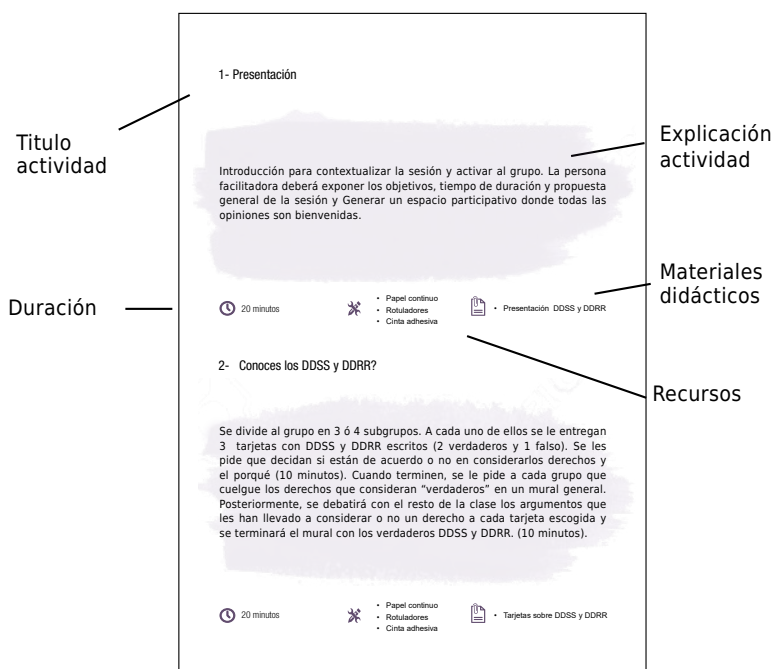 1- Presentación
Titulo
actividad
Explicación
actividad
Introducción para contextualizar la sesión y activar al grupo. La persona
facilitadora deberá exponer los objetivos, tiempo de duración y propuesta
general de la sesión y Generar un espacio participativo donde todas las
opiniones son bienvenidas.
Materiales
didácticos
Duración
20 minutos
• Papel continuo
• Rotuladores
• Cinta adhesiva
• Presentación DDSS y DDRR
Recursos
2- Conoces los DDSS y DDRR?
Se divide al grupo en 3 ó 4 subgrupos. A cada uno de ellos se le entregan
3 tarjetas con DDSS y DDRR escritos (2 verdaderos y 1 falso). Se les
pide que decidan si están de acuerdo o no en considerarlos derechos y
el porqué (10 minutos). Cuando terminen, se le pide a cada grupo que
cuelgue los derechos que consideran “verdaderos” en un mural general.
Posteriormente, se debatirá con el resto de la clase los argumentos que
les han llevado a considerar o no un derecho a cada tarjeta escogida y
se terminará el mural con los verdaderos DDSS y DDRR. (10 minutos).
20 minutos
• Papel continuo
• Rotuladores
• Cinta adhesiva
• Tarjetas sobre DDSS y DDRR